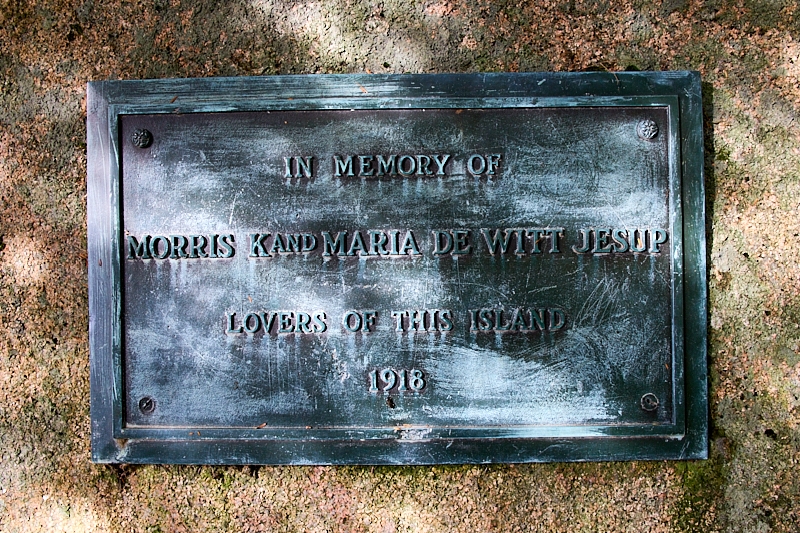 IN MEMORY OF
MORRIS K AND MARIA DE WITT JESUP
LOVERS OF THIS ISLAND
1918